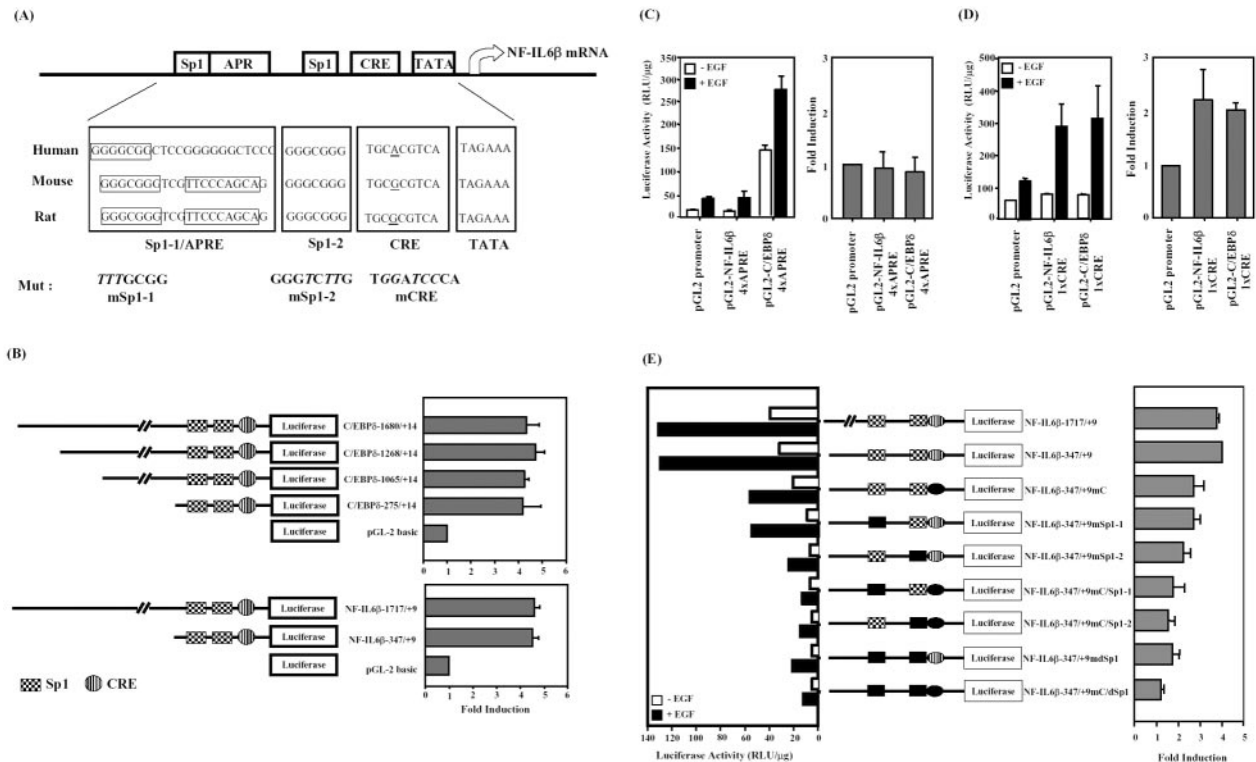 (A)
Sp1 APR Sp1 CRE TATA NF-IL6β mRNA
Human GGGGCGGCTCCGGGGGGCTCCC GGGGCGGG TGCACGTCA TAGAAA
Mouse GGGCGGGTCGTTCCCAGCAG GGGCGGG TGCGCGTCA TAGAAA
Rat GGGCGGGTCGTTCCCAGCAG GGGCGGG TGCGCGTCA TAGAAA
Sp1-1/APRE Sp1-2 CRE TATA
Mut : TTTGCGG GGGTCTTG TGGATCCCA
mSp1-1 mSp1-2 mCRE
(B)
Luciferase C/EBPδ-1680/+14
Luciferase C/EBPδ-1268/+14
Luciferase C/EBPδ-1065/+14
Luciferase C/EBPδ-275/+14
Luciferase pGL-2 basic
0 1 2 3 4 5 6
Luciferase NF-IL6β-1717/+9
Luciferase NF-IL6β-347/+9
Luciferase pGL-2 basic
0 1 2 3 4 5 6
Sp1 CRE
Fold Induction
(C)
Luciferase Activity (RLU/μg)
350
300
250
200
150
100
50
0
- EGF
+ EGF
pGL2 promoter
pGL2-NF-IL6β
4xAPRE
pGL2-C/EBPδ
4xAPRE
Fold Induction
3
2
1
0
pGL2 promoter
pGL2-NF-IL6β
4xAPRE
pGL2-C/EBPδ
4xAPRE
(D)
Luciferase Activity (RLU/μg)
500
400
300
200
100
0
- EGF
+ EGF
pGL2 promoter
pGL2-NF-IL6β
1xCRE
pGL2-C/EBPδ
1xCRE
Fold Induction
3
2
1
0
pGL2 promoter
pGL2-NF-IL6β
1xCRE
pGL2-C/EBPδ
1xCRE
(E)
Luciferase NF-IL6β-1717/+9
Luciferase NF-IL6β-347/+9
Luciferase NF-IL6β-347/+9mC
Luciferase NF-IL6β-347/+9mSp1-1
Luciferase NF-IL6β-347/+9mSp1-2
Luciferase NF-IL6β-347/+9mC/Sp1-1
Luciferase NF-IL6β-347/+9mC/Sp1-2
Luciferase NF-IL6β-347/+9mdSp1
Luciferase NF-IL6β-347/+9mC/dSp1
- EGF
+ EGF
140 120 100 80 60 40 20 0
Luciferase Activity (RLU/μg)
0 1 2 3 4 5
Fold Induction